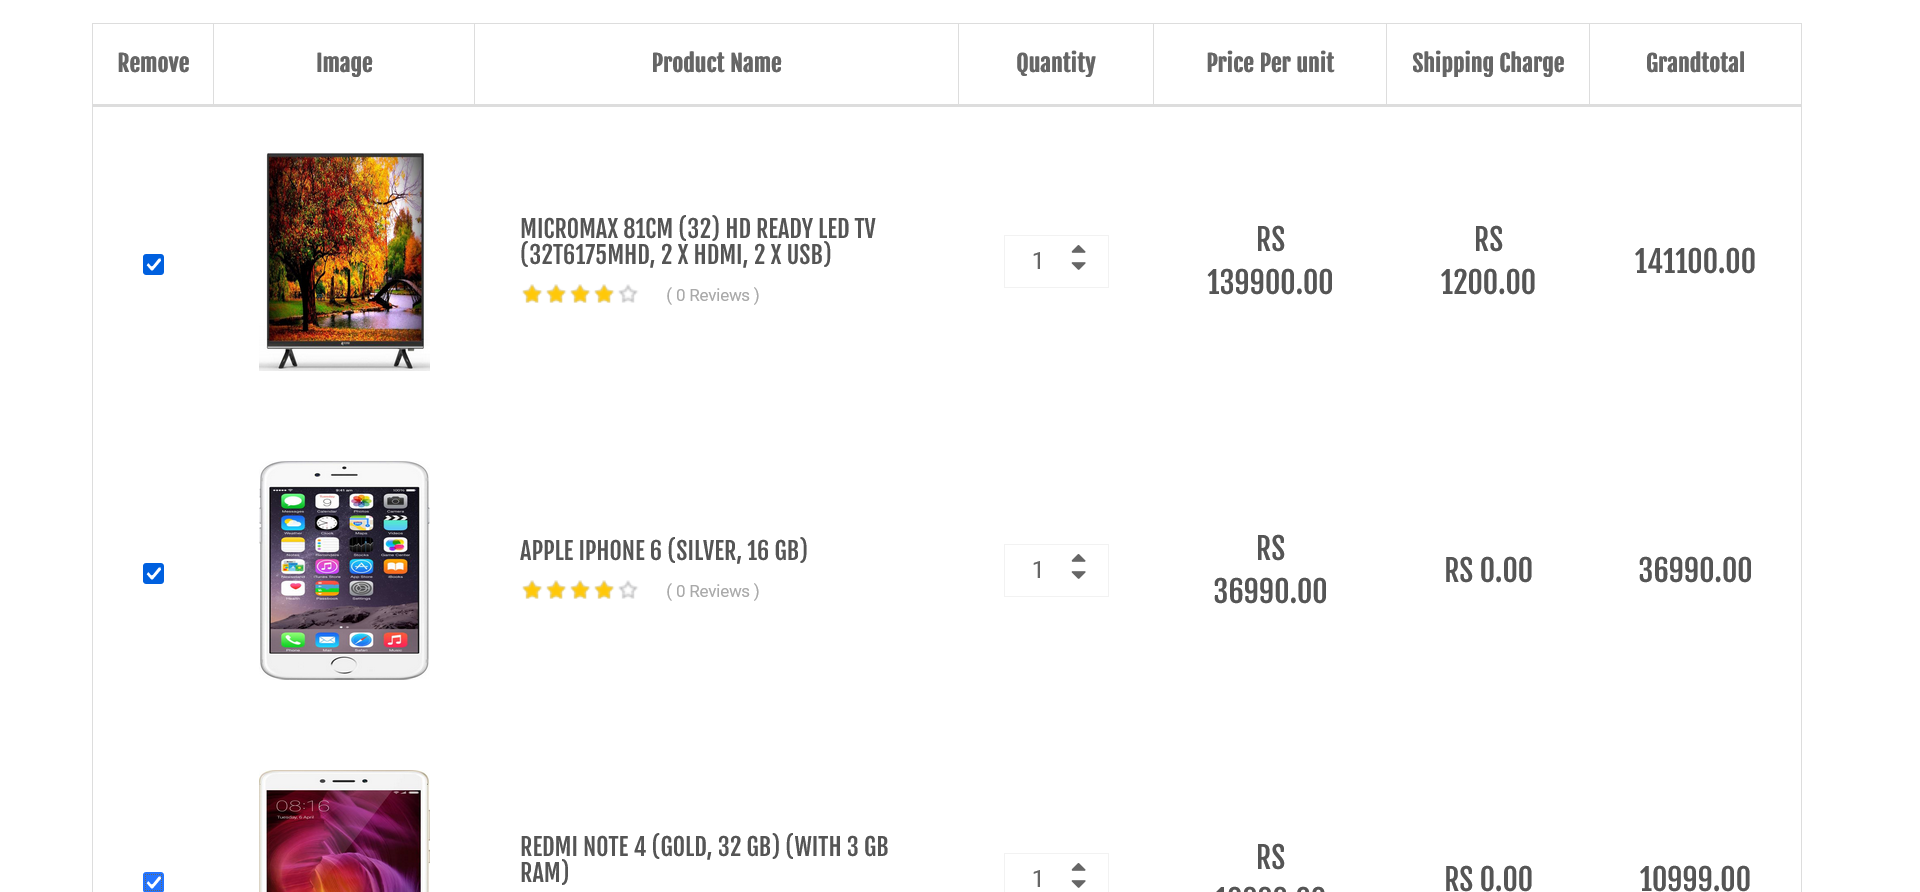 Remove Image Product Name Quantity Price Per unit Shipping Charge Grandtotal
MICROMAX 81CM (32) HD READY LED TV
(32T6175MHD, 2 X HDMI, 2 X USB)
( 0 Reviews )
1
RS
139900.00
RS
1200.00
141100.00
APPLE IPHONE 6 (SILVER, 16 GB)
( 0 Reviews )
1
RS
36990.00
RS 0.00
36990.00
08:16
Tuesday, 6 April
REDMI NOTE 4 (GOLD, 32 GB) (WITH 3 GB
RAM)
1
RS
RS 0.00
10999.00